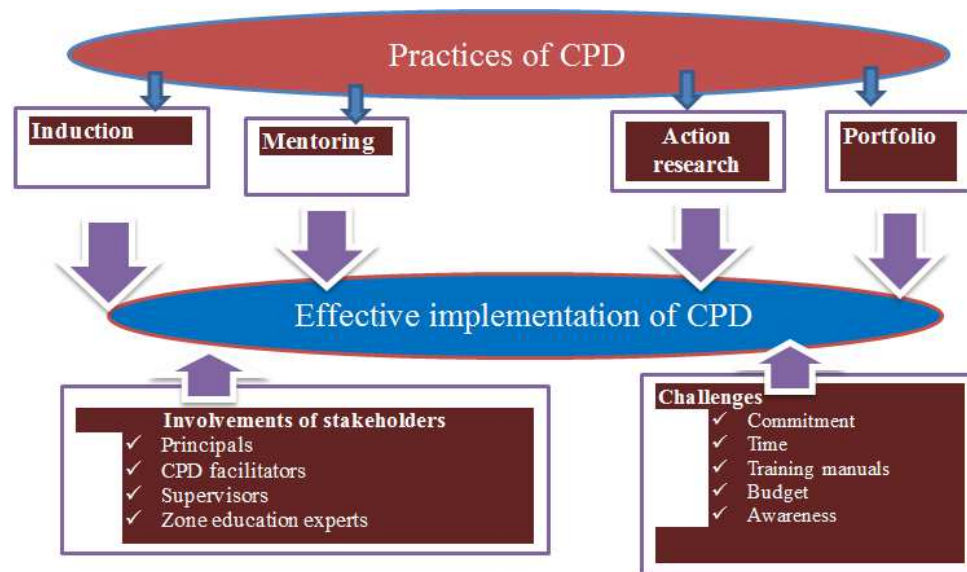 Practices of CPD
Induction
Mentoring
Action
research
Portfolio
Effective implementation of CPD
Involvements of stakeholders
✓ Principals
✓ CPD facilitators
✓ Supervisors
✓ Zone education experts
Challenges
✓ Commitment
✓ Time
✓ Training manuals
✓ Budget
✓ Awareness